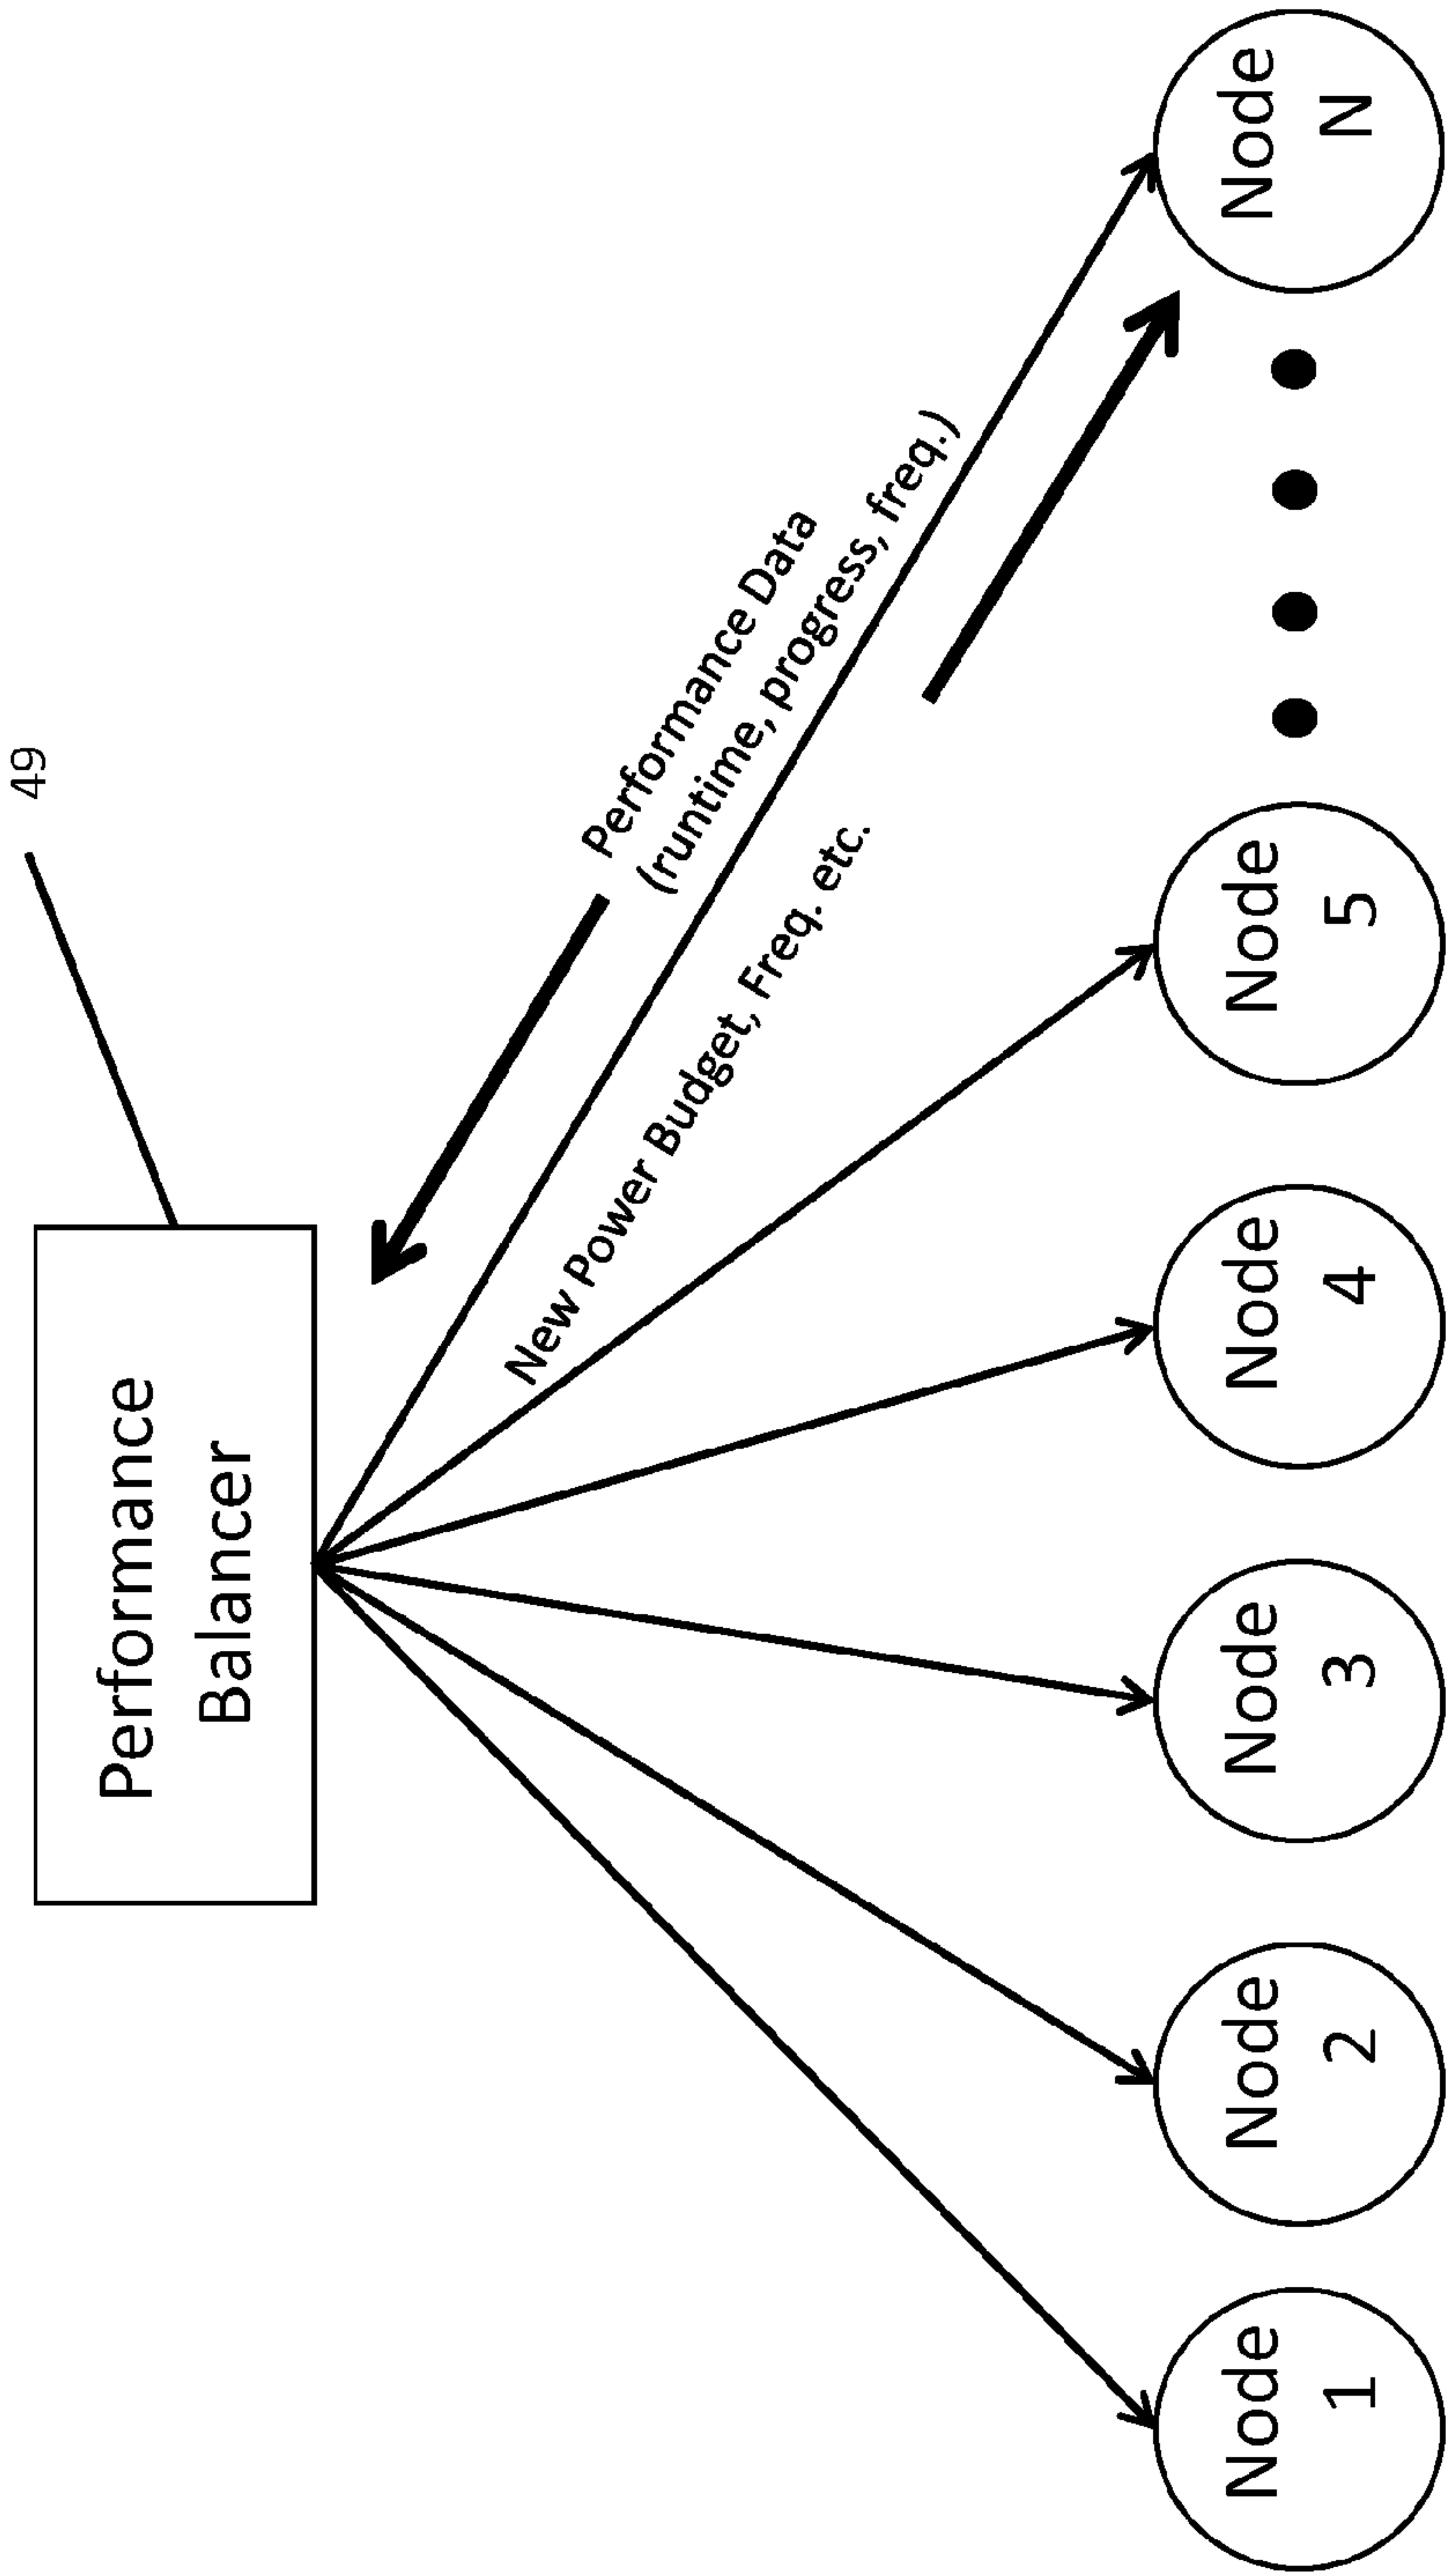 49
Performance
Balancer
Performance Data
(runtime, progress, freq.)
New Power Budget, Freq. etc.
Node
1
Node
2
Node
3
Node
4
Node
5
Node
N